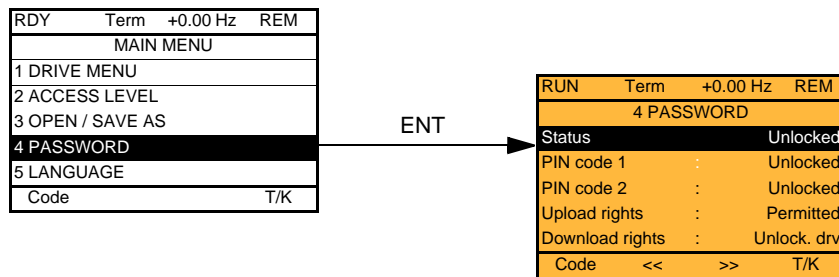 RDY Term +0.00 Hz REM
MAIN MENU
1 DRIVE MENU
2 ACCESS LEVEL
3 OPEN / SAVE AS
4 PASSWORD
5 LANGUAGE
Code T/K
ENT
RUN Term +0.00 Hz REM
4 PASSWORD
Status Unlocked
PIN code 1 : Unlocked
PIN code 2 : Unlocked
Upload rights : Permitted
Download rights : Unlock. drv
Code << >> T/K